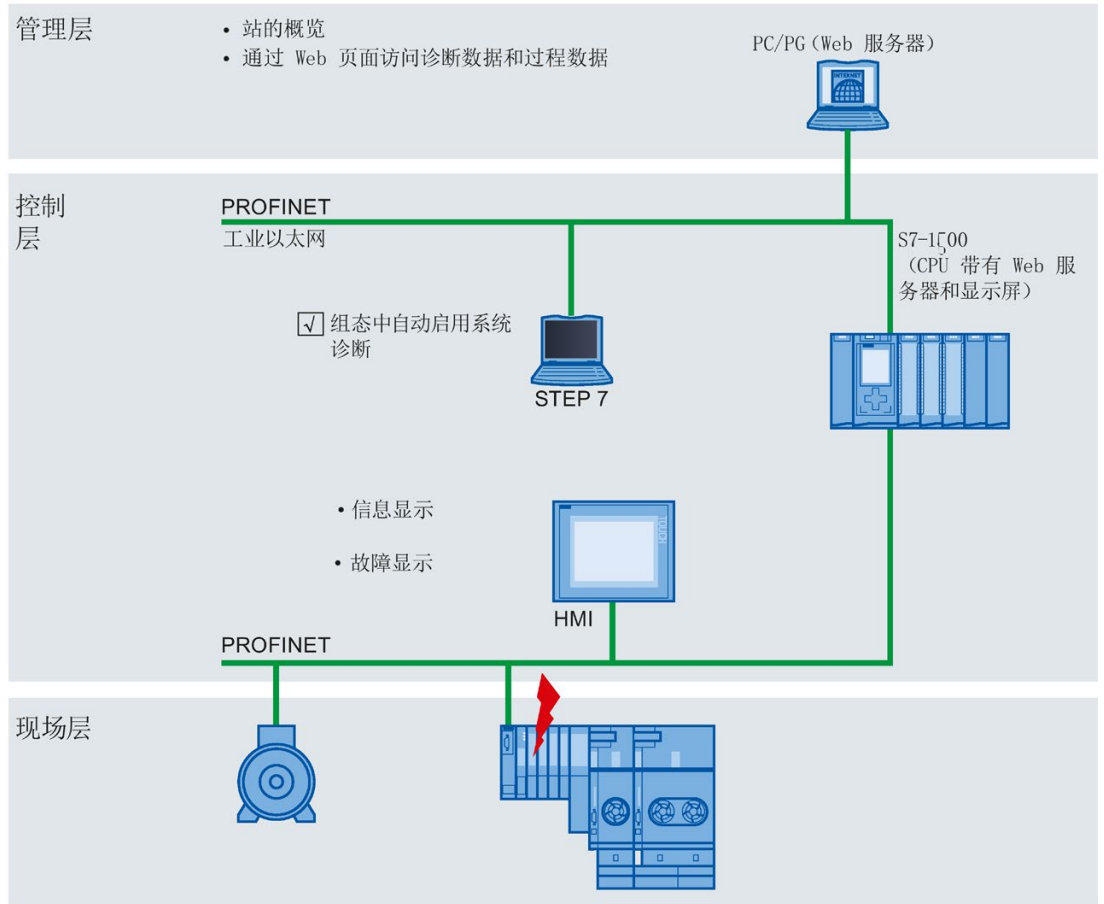 管理层
• 站的概览
• 通过 Web 页面访问诊断数据和过程数据
PC/PG（Web 服务器）
INTERNET
控制
层
PROFINET
工业以太网
S7-1500
（CPU 带有 Web 服
务器和显示屏）
√ 组态中自动启用系统
诊断
STEP 7
• 信息显示
• 故障显示
TOUCH
HMI
PROFINET
现场层